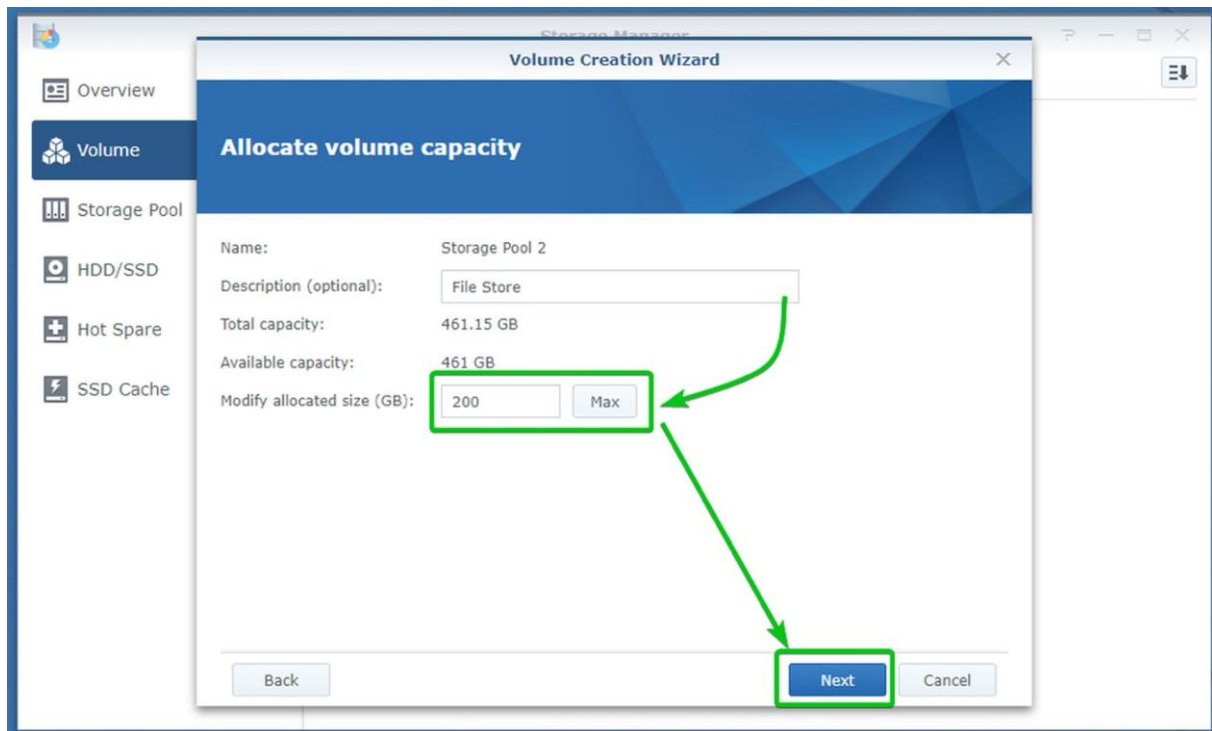 Storage Manager
Volume Creation Wizard
Overview
Volume
Storage Pool
HDD/SSD
Hot Spare
SSD Cache
Allocate volume capacity
Name: Storage Pool 2
Description (optional): File Store
Total capacity: 461.15 GB
Available capacity: 461 GB
Modify allocated size (GB): 200 Max
Back Next Cancel